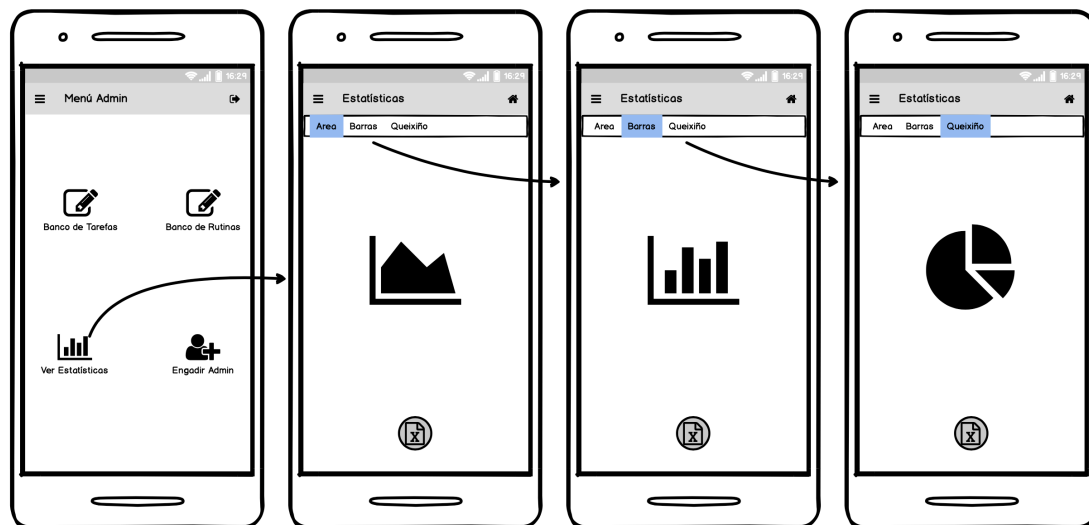 16:29
Menú Admin
Banco de Tarefas
Banco de Rutinas
Ver Estatísticas
Engadir Admin
16:29
Estatísticas
Area Barras Queixiño
X
16:29
Estatísticas
Area Barras Queixiño
X
16:29
Estatísticas
Area Barras Queixiño
X